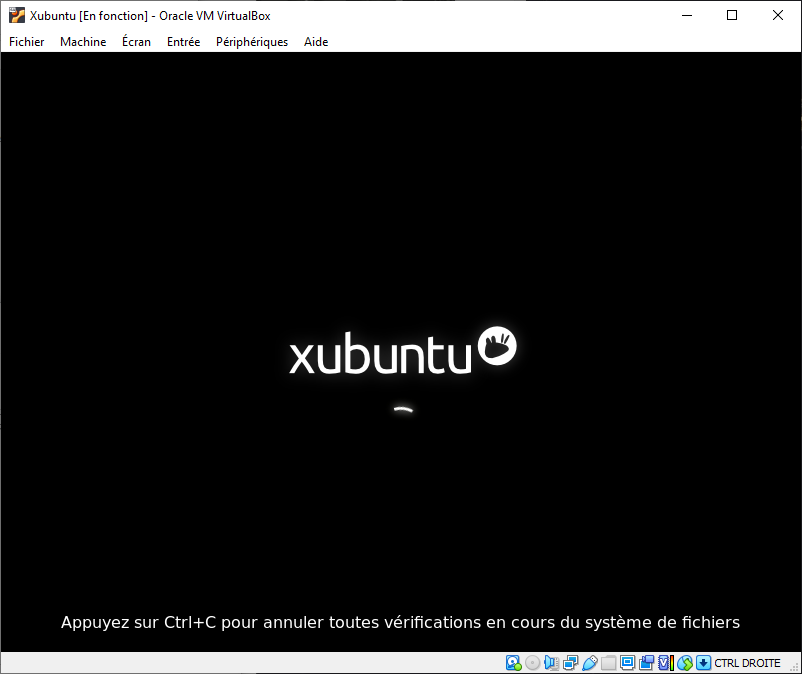 Xubuntu [En fonction] - Oracle VM VirtualBox
Fichier Machine Écran Entrée Périphériques Aide
xubuntu
Appuyez sur Ctrl+C pour annuler toutes vérifications en cours du système de fichiers
CTRL DROITE